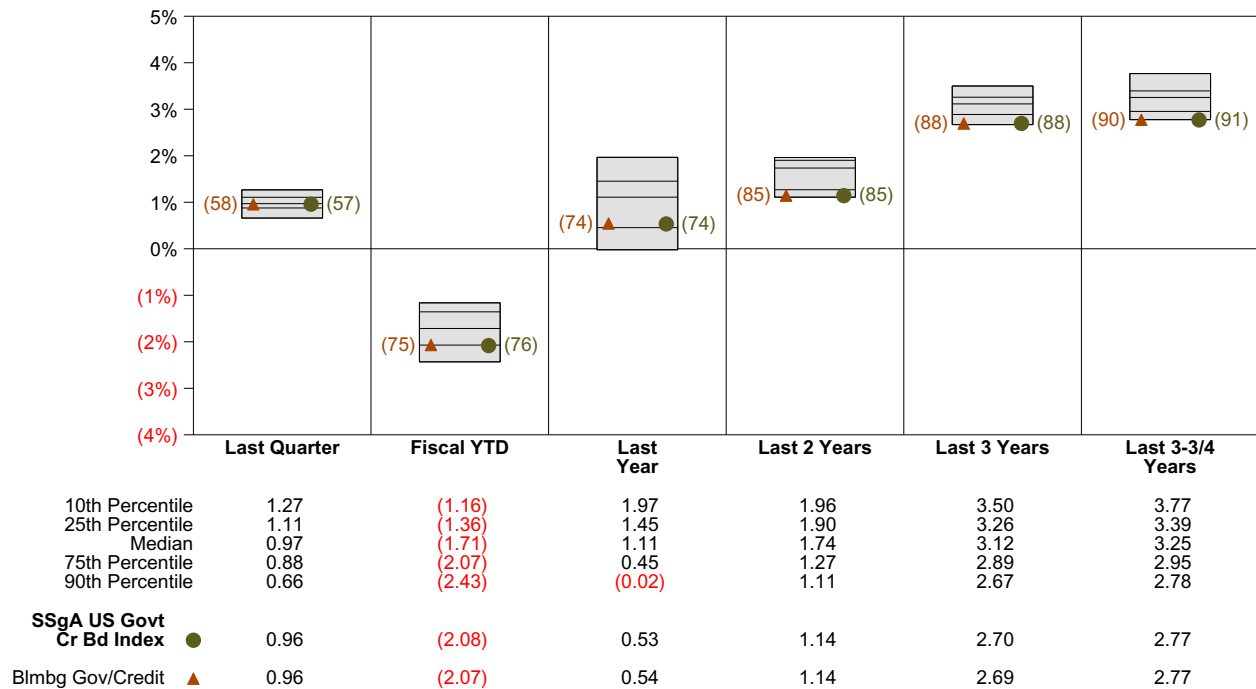 5%
4%
3%
2%
1%
0%
(1%)
(2%)
(3%)
(4%)
(58) (57)
(75) (76)
(74) (74)
(85) (85)
(88) (88)
(90) (91)
Last Quarter Fiscal YTD Last Year Last 2 Years Last 3 Years Last 3-3/4 Years
10th Percentile 1.27 (1.16) 1.97 1.96 3.50 3.77
25th Percentile 1.11 (1.36) 1.45 1.90 3.26 3.39
Median 0.97 (1.71) 1.11 1.74 3.12 3.25
75th Percentile 0.88 (2.07) 0.45 1.27 2.89 2.95
90th Percentile 0.66 (2.43) (0.02) 1.11 2.67 2.78
SSgA US Govt
Cr Bd Index 0.96 (2.08) 0.53 1.14 2.70 2.77
Blmbg Gov/Credit 0.96 (2.07) 0.54 1.14 2.69 2.77